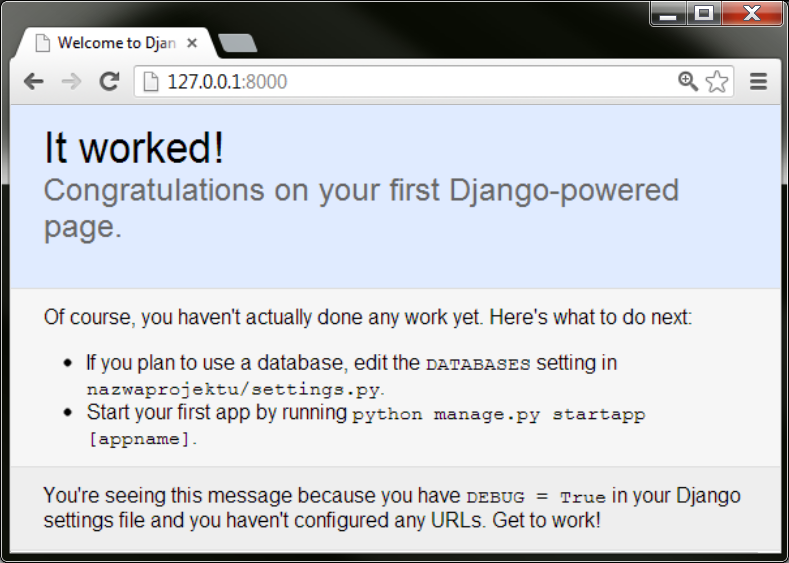 Welcome to Djan
127.0.0.1:8000
It worked!
Congratulations on your first Django-powered
page.
Of course, you haven't actually done any work yet. Here's what to do next:
• If you plan to use a database, edit the DATABASES setting in
nazwaprojektu/settings.py.
• Start your first app by running python manage.py startapp
[appname].
You're seeing this message because you have DEBUG = True in your Django
settings file and you haven't configured any URLs. Get to work!